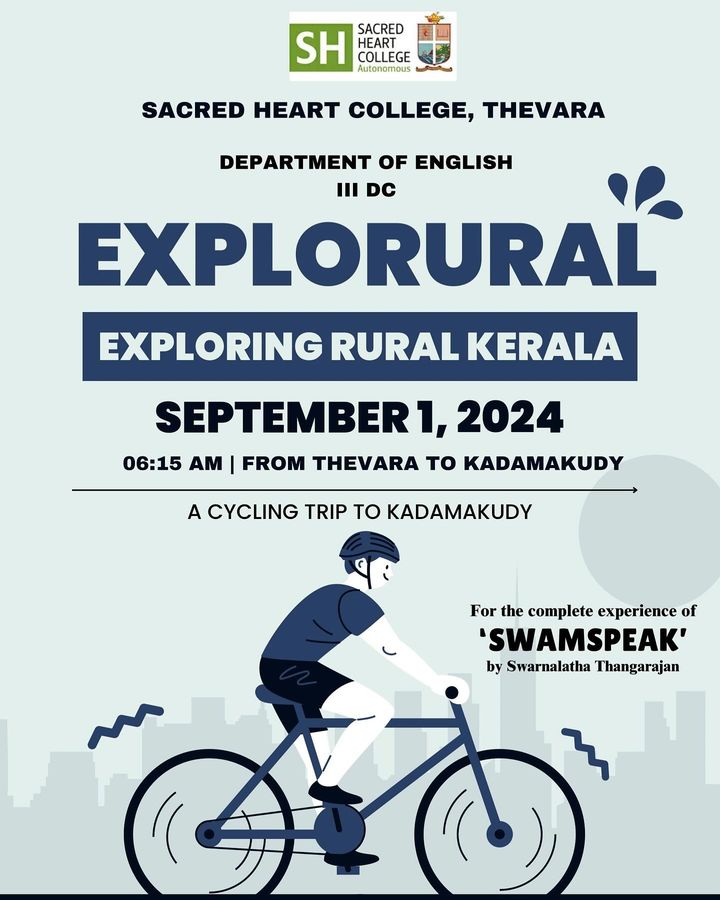 SH
SACRED
HEART
COLLEGE
Autonomous
SACRED HEART COLLEGE, THEVARA
DEPARTMENT OF ENGLISH
III DC
EXPLORURAL
EXPLORING RURAL KERALA
SEPTEMBER 1, 2024
06:15 AM | FROM THEVARA TO KADAMAKUDY
A CYCLING TRIP TO KADAMAKUDY
For the complete experience of
‘SWAMSPEAK’
by Swarnalatha Thangarajan